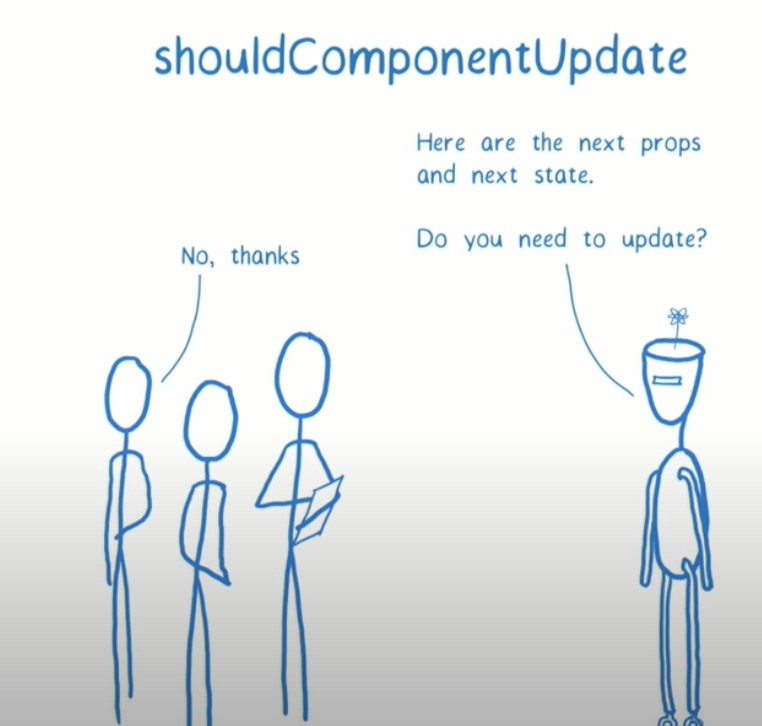 shouldComponentUpdate
Here are the next props
and next state.
Do you need to update?
No, thanks